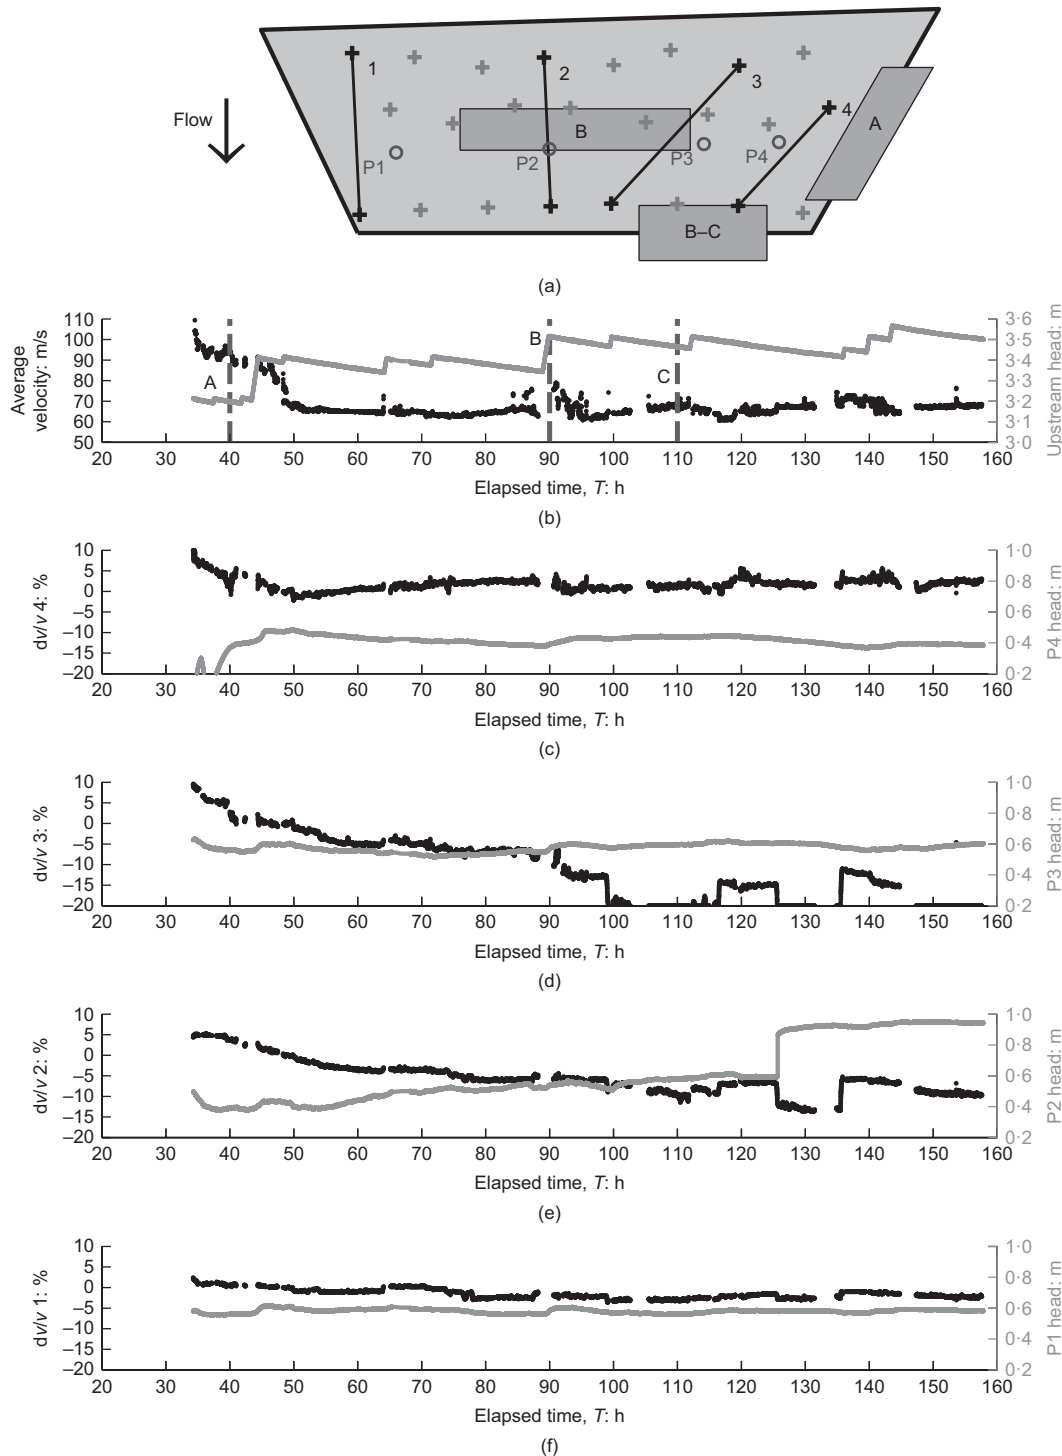 1
2
3
4
A
Flow
B
P1
P2
P3
P4
B–C
(a)
Average
velocity: m/s
110
100
90
80
70
60
50
A
B
C
3·6
3·5
3·4
3·3
3·2
3·1
3·0
Upstream head: m
20 30 40 50 60 70 80 90 100 110 120 130 140 150 160
Elapsed time, T: h
(b)
dv/v 4: %
10
5
0
–5
–10
–15
–20
1·0
0·8
0·6
0·4
0·2
P4 head: m
20 30 40 50 60 70 80 90 100 110 120 130 140 150 160
Elapsed time, T: h
(c)
dv/v 3: %
10
5
0
–5
–10
–15
–20
1·0
0·8
0·6
0·4
0·2
P3 head: m
20 30 40 50 60 70 80 90 100 110 120 130 140 150 160
Elapsed time, T: h
(d)
dv/v 2: %
10
5
0
–5
–10
–15
–20
1·0
0·8
0·6
0·4
0·2
P2 head: m
20 30 40 50 60 70 80 90 100 110 120 130 140 150 160
Elapsed time, T: h
(e)
dv/v 1: %
10
5
0
–5
–10
–15
–20
1·0
0·8
0·6
0·4
0·2
P1 head: m
20 30 40 50 60 70 80 90 100 110 120 130 140 150 160
Elapsed time, T: h
(f)